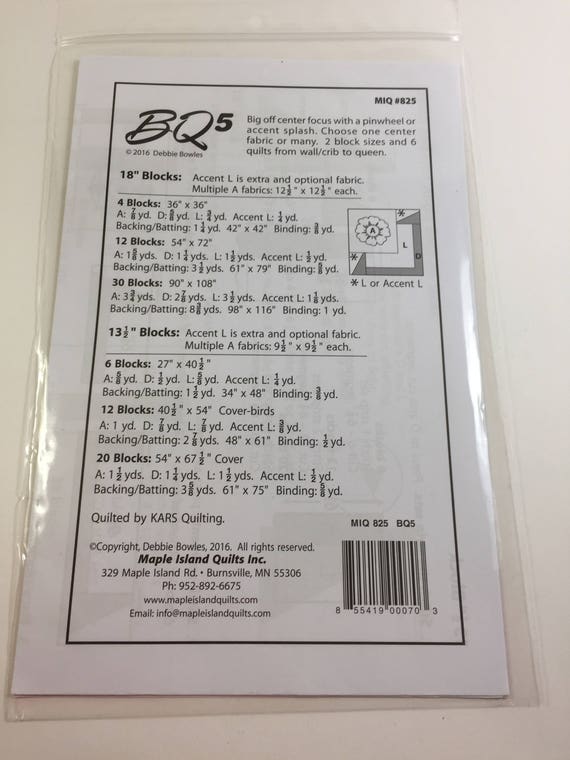 MIQ #825
BQ5
© 2016 Debbie Bowles
Big off center focus with a pinwheel or
accent splash. Choose one center
fabric or many. 2 block sizes and 6
quilts from wall/crib to queen.
18" Blocks: Accent L is extra and optional fabric.
Multiple A fabrics: 12½" x 12½" each.
4 Blocks: 36" x 36"
A: ⅞ yd. D: ⅝ yd. L: ¾ yd. Accent L: ¼ yd.
Backing/Batting: 1¼ yd. 42" x 42" Binding: ⅜ yd.
12 Blocks: 54" x 72"
A: 1⅝ yds. D: 1¼ yds. L: 1½ yds. Accent L: ½ yd.
Backing/Batting: 3½ yds. 61" x 79" Binding: ⅝ yd.
30 Blocks: 90" x 108"
A: 3¾ yds. D: 2⅞ yds. L: 3½ yds. Accent L: 1⅛ yds.
Backing/Batting: 8⅜ yds. 98" x 116" Binding: 1 yd.
A
L
D
*
*
* L or Accent L
13½" Blocks: Accent L is extra and optional fabric.
Multiple A fabrics: 9½" x 9½" each.
6 Blocks: 27" x 40½"
A: ⅝ yd. D: ½ yd. L: ⅝ yd. Accent L: ¼ yd.
Backing/Batting: 1½ yd. 34" x 48" Binding: ⅜ yd.
12 Blocks: 40½" x 54" Cover-birds
A: 1 yd. D: ⅞ yd. L: ⅞ yd. Accent L: ⅜ yd.
Backing/Batting: 2⅞ yds. 48" x 61" Binding: ½ yd.
20 Blocks: 54" x 67½" Cover
A: 1½ yds. D: 1¼ yds. L: 1½ yds. Accent L: ½ yd.
Backing/Batting: 3⅝ yds. 61" x 75" Binding: ⅝ yd.
Quilted by KARS Quilting.
©Copyright, Debbie Bowles, 2016. All rights reserved.
Maple Island Quilts Inc.
329 Maple Island Rd. • Burnsville, MN 55306
Ph: 952-892-6675
www.mapleislandquilts.com
Email: info@mapleislandquilts.com
MIQ 825 BQ5
8 55419 00070 3